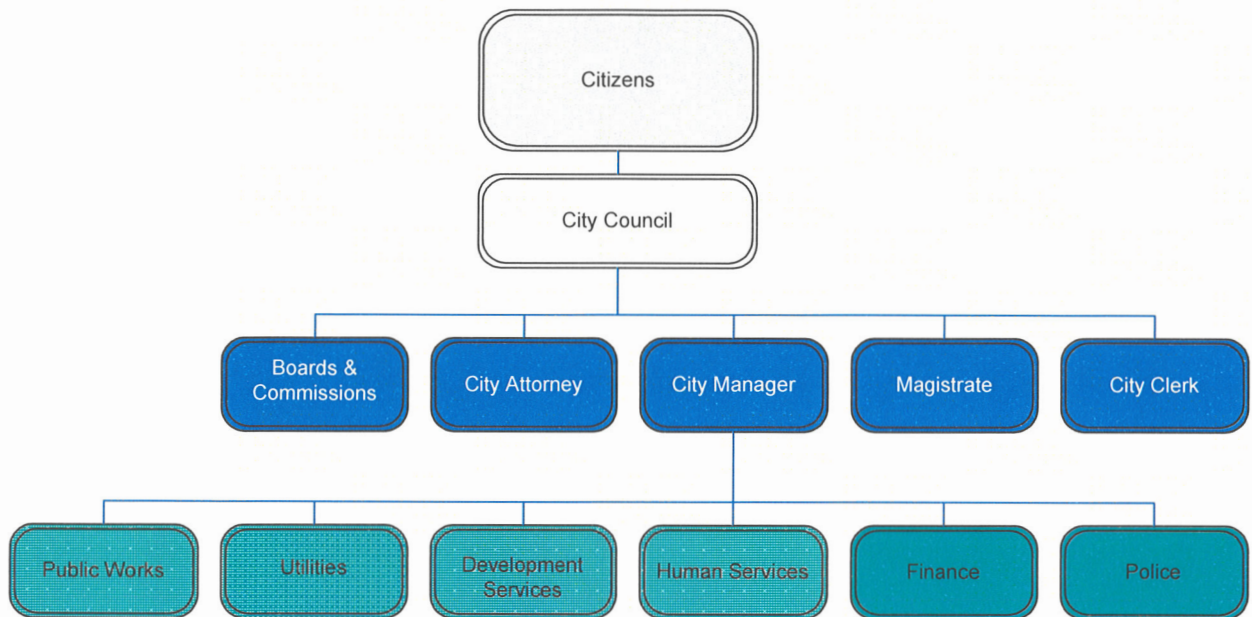 Citizens
City Council
Boards &
Commissions
City Attorney
City Manager
Magistrate
City Clerk
Public Works
Utilities
Development
Services
Human Services
Finance
Police